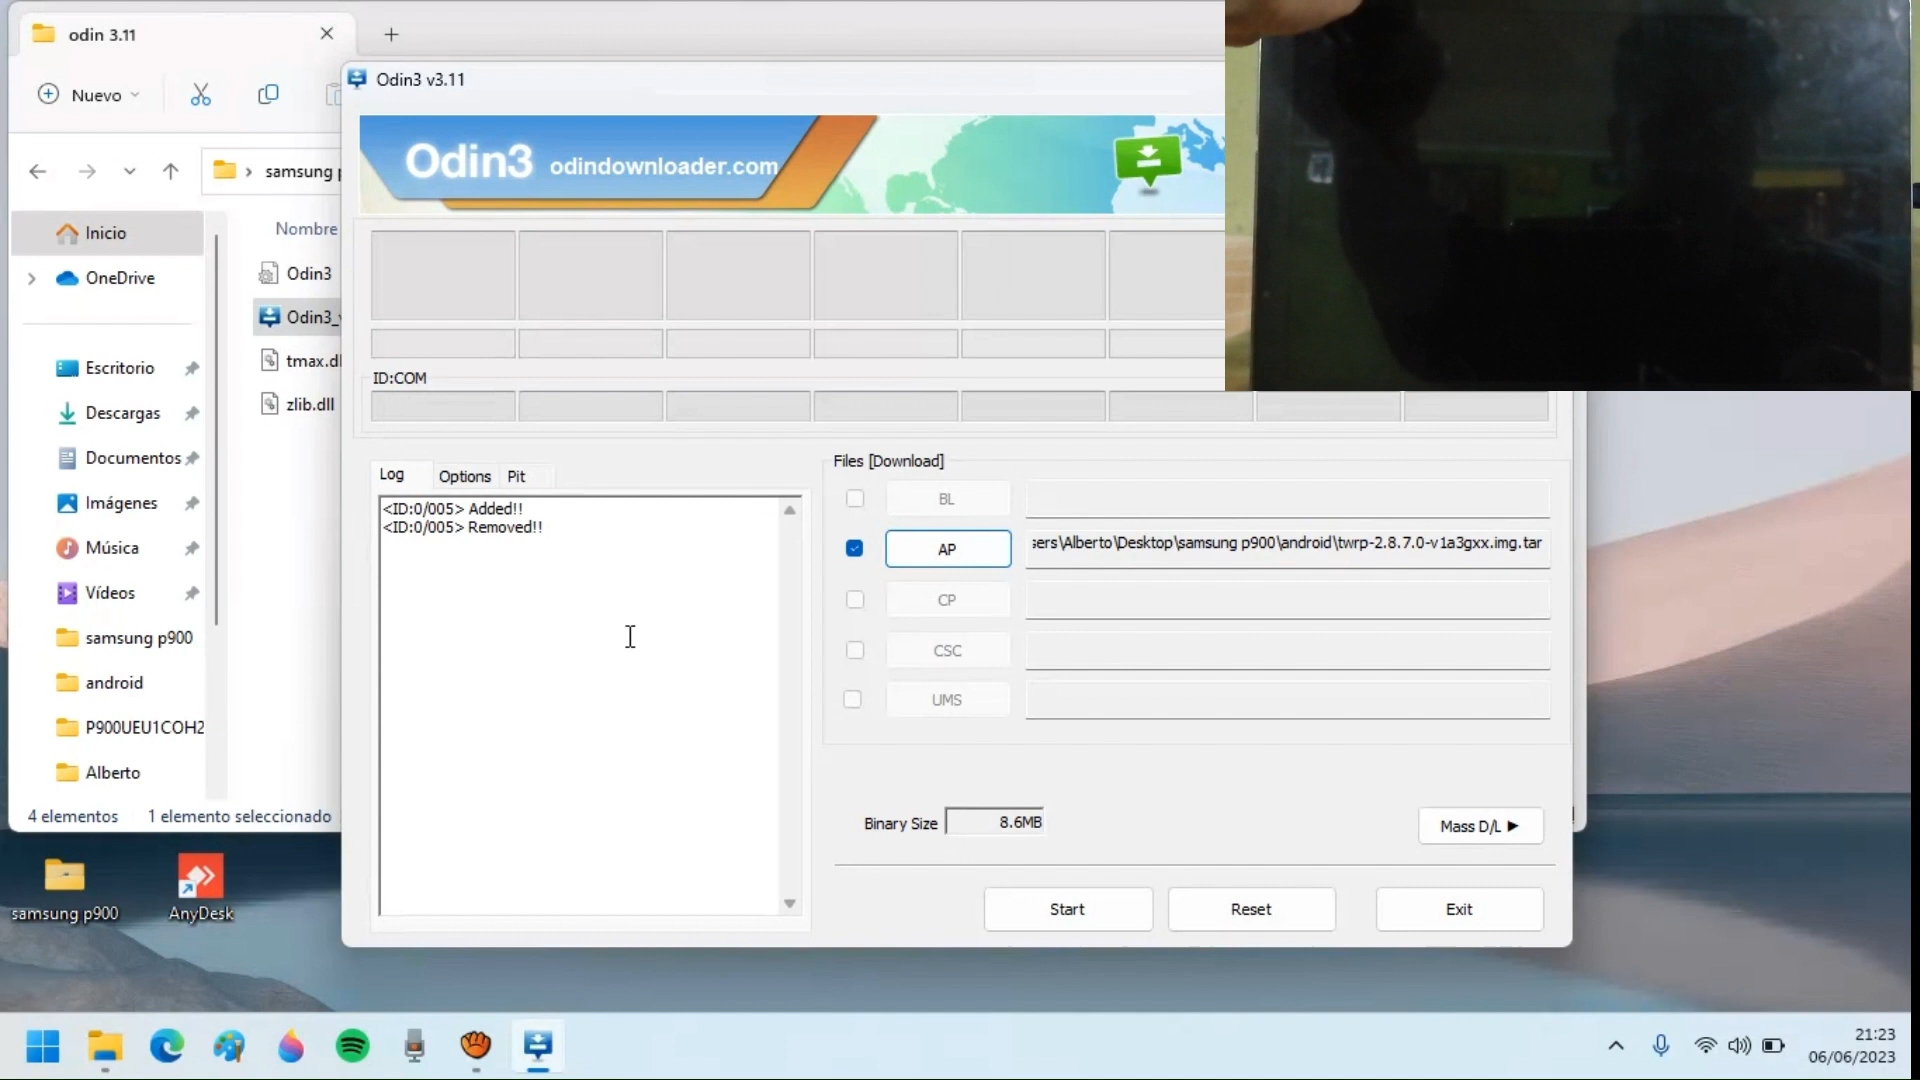 odin 3.11
Nuevo
samsung p
Inicio
OneDrive
Escritorio
Descargas
Documentos
Imágenes
Música
Vídeos
samsung p900
android
P900UEU1COH2
Alberto
4 elementos
1 elemento seleccionado
Nombre
Odin3
Odin3_v
tmax.dl
zlib.dll
Odin3 v3.11
Odin3 odindownloader.com
ID:COM
Log
Options
Pit
<ID:0/005> Added!!
<ID:0/005> Removed!!
Files [Download]
BL
AP
sers\Alberto\Desktop\samsung p900\android\twrp-2.8.7.0-v1a3gxx.img.tar
CP
CSC
UMS
Binary Size
8.6MB
Mass D/L ▶
Start
Reset
Exit
samsung p900
AnyDesk
21:23
06/06/2023